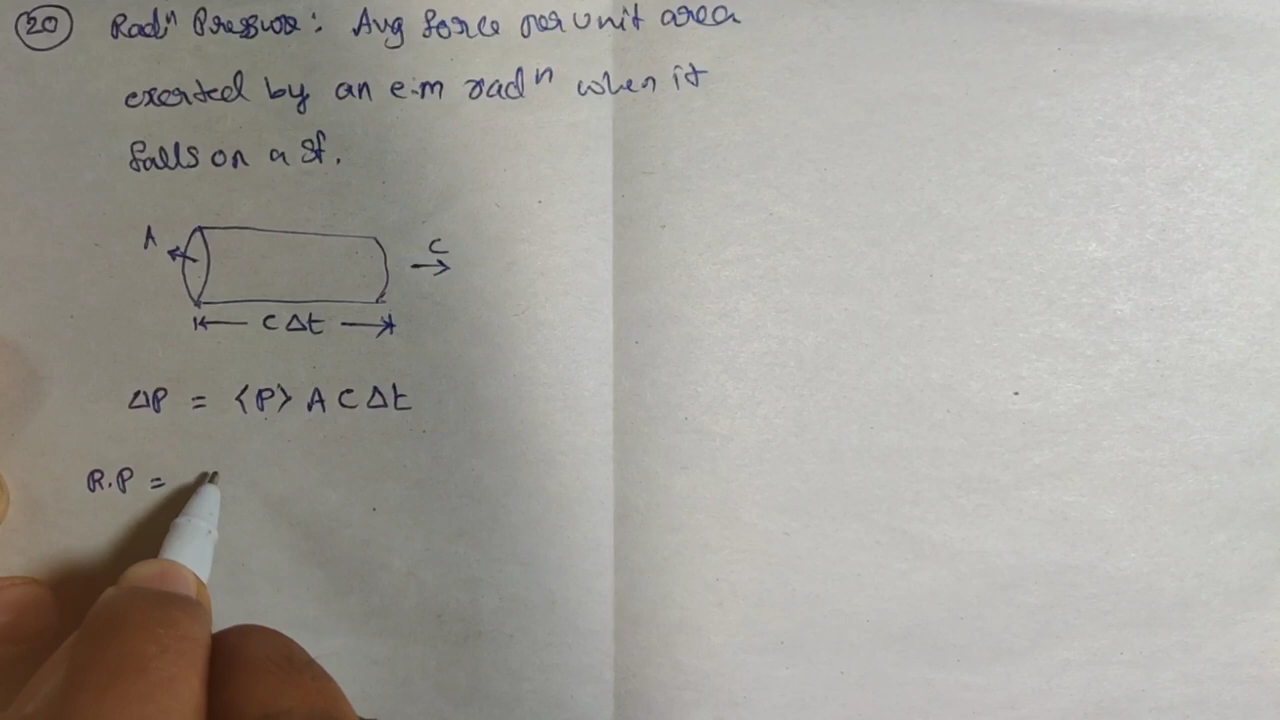 20 Radⁿ Pressure: Avg force per unit area
exerted by an e.m radⁿ when it
falls on a sf.
A
C
C Δt
ΔP = ⟨P⟩ A C Δt
R.P =